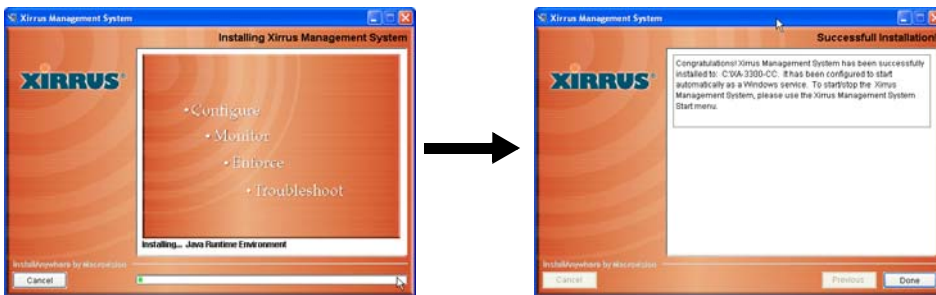 Xirrus Management System
Installing Xirrus Management System
XIRRUS
• Configure
• Monitor
• Enforce
• Troubleshoot
Installing... Java Runtime Environment
InstallAnywhere by Macrovision
Cancel
Xirrus Management System
Successfull Installation!
XIRRUS
Congratulations! Xirrus Management System has been successfully
installed to: C:\XA-3300-CC. It has been configured to start
automatically as a Windows service. To start/stop the Xirrus
Management System, please use the Xirrus Management System
Start menu.
InstallAnywhere by Macrovision
Cancel
Previous
Done